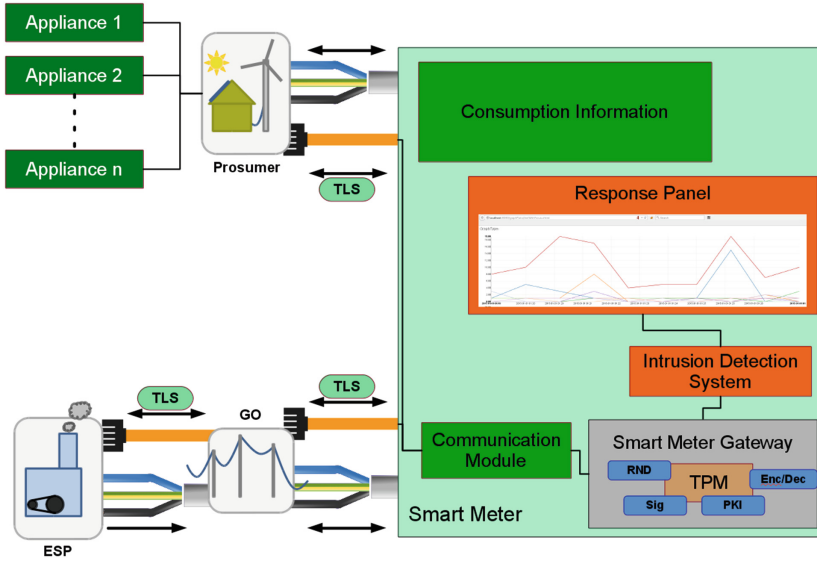 Appliance 1
Appliance 2
Appliance n
Prosumer
TLS
Consumption Information
Response Panel
Intrusion Detection
System
TLS
GO
TLS
ESP
Communication
Module
Smart Meter
Smart Meter Gateway
RND
TPM
Enc/Dec
Sig
PKI